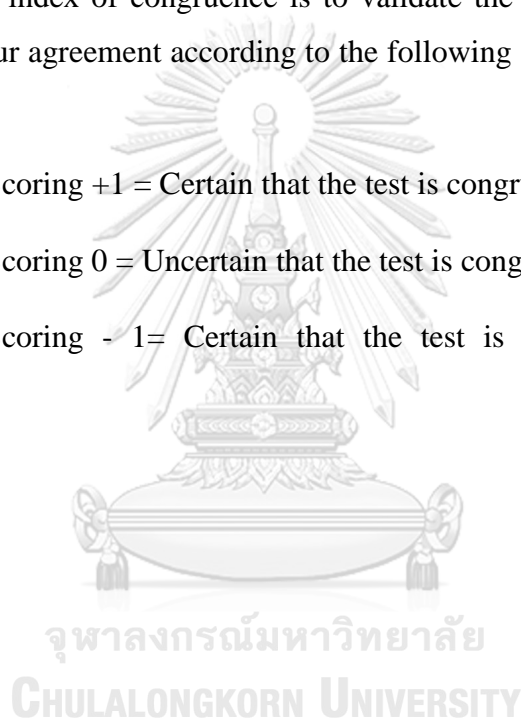 index of congruence is to validate the
ur agreement according to the following
coring +1 = Certain that the test is congr
coring 0 = Uncertain that the test is cong
coring - 1= Certain that the test is
จุฬาลงกรณ์มหาวิทยาลัย
CHULALONGKORN UNIVERSITY